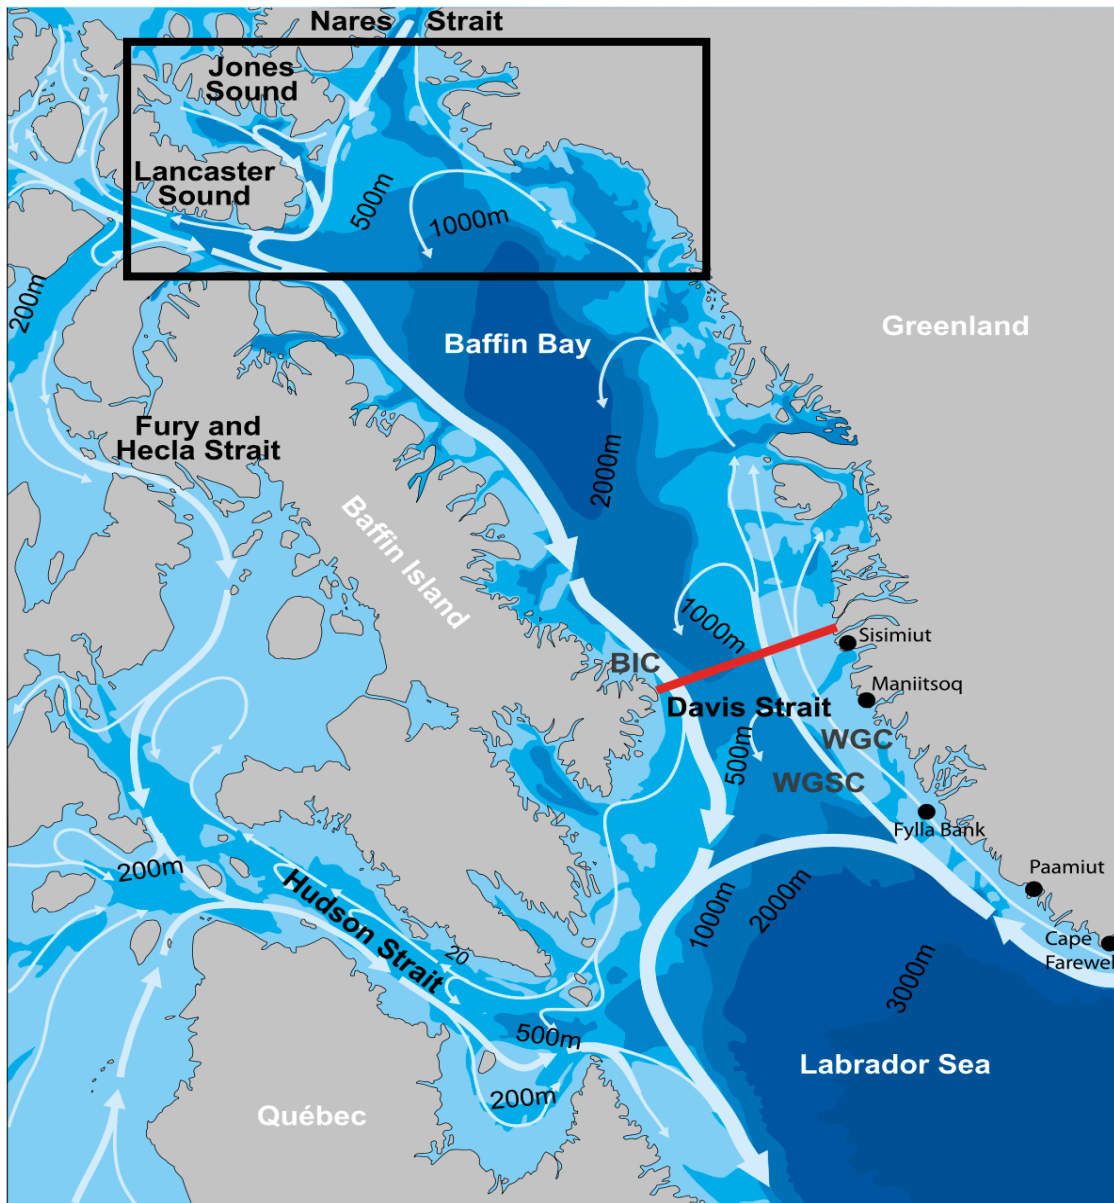 Nares Strait
Jones
Sound
Lancaster
Sound
500m
1000m
200m
Greenland
Baffin Bay
Fury and
Hecla Strait
2000m
Baffin Island
1000m
Sisimiut
BIC
Maniitsoq
Davis Strait
500m
WGC
WGSC
Fylla Bank
200m
Paamiut
Hudson Strait
1000m
2000m
20
Cape
Farewel
3000m
500m
Labrador Sea
200m
Québec